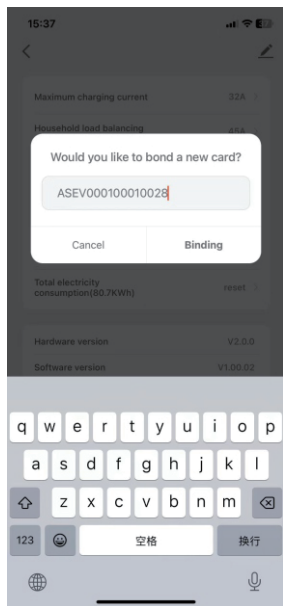 15:37
Maximum charging current 32A
Household load balancing
Would you like to bond a new card?
ASEV000100010028
Cancel Binding
Total electricity
consumption(80.7KWh) reset
Hardware version V2.0.0
Software version V1.00.02
q w e r t y u i o p
a s d f g h j k l
z x c v b n m
123 空格 换行